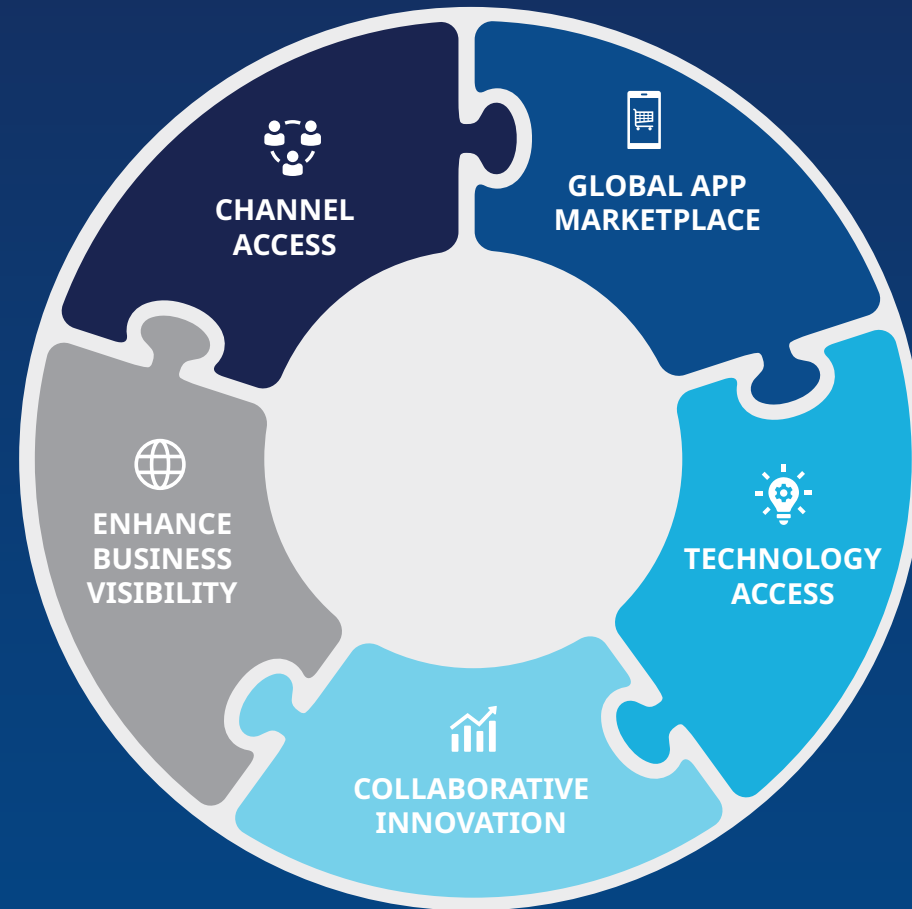 CHANNEL
ACCESS
GLOBAL APP
MARKETPLACE
ENHANCE
BUSINESS
VISIBILITY
TECHNOLOGY
ACCESS
COLLABORATIVE
INNOVATION